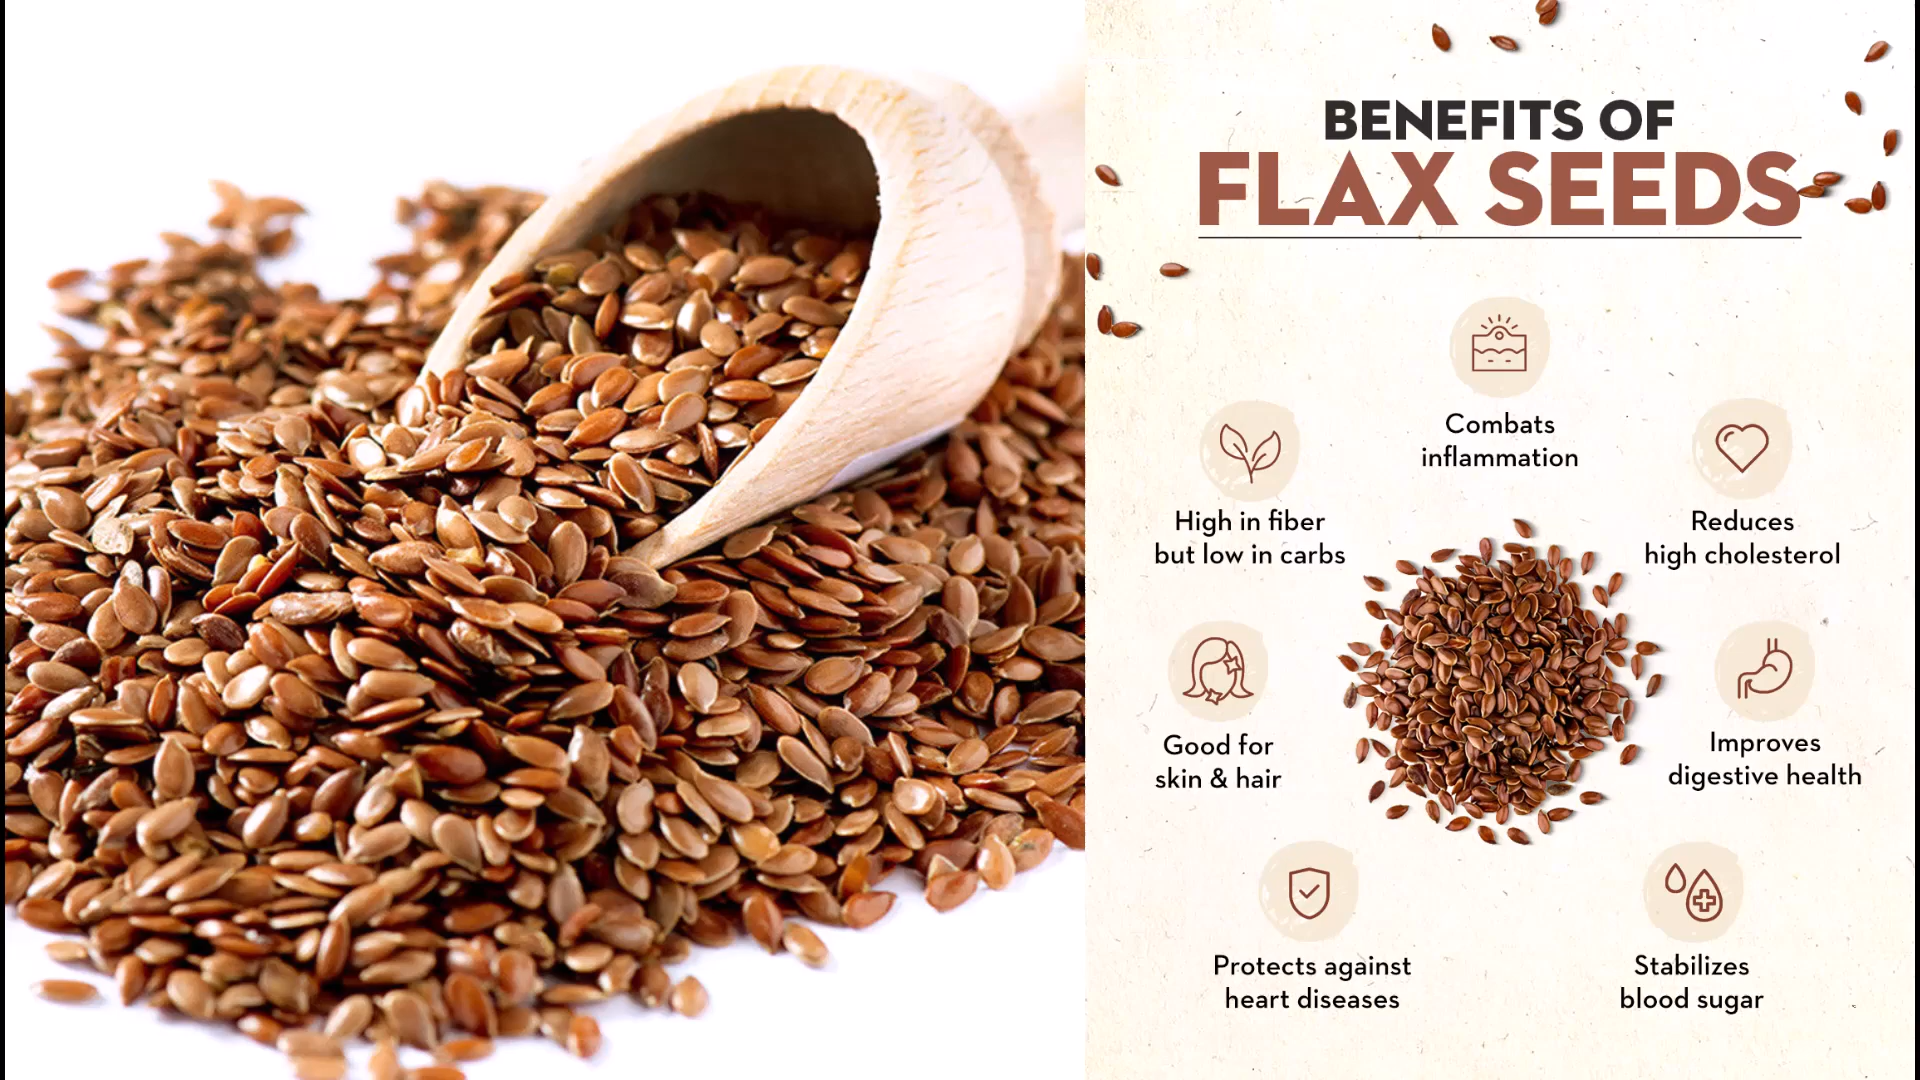 BENEFITS OF
FLAX SEEDS
Combats
inflammation
High in fiber
but low in carbs
Reduces
high cholesterol
Good for
skin & hair
Improves
digestive health
Protects against
heart diseases
Stabilizes
blood sugar